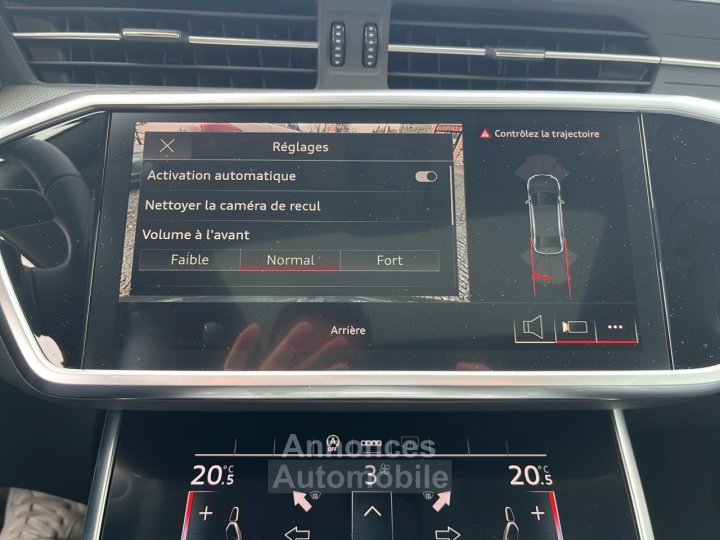 Réglages
Contrôlez la trajectoire
Activation automatique
Nettoyer la caméra de recul
Volume à l'avant
Faible Normal Fort
Arrière
A OFF
20.5 °C 3 20.5 °C
Annonces
Automobile
+ +